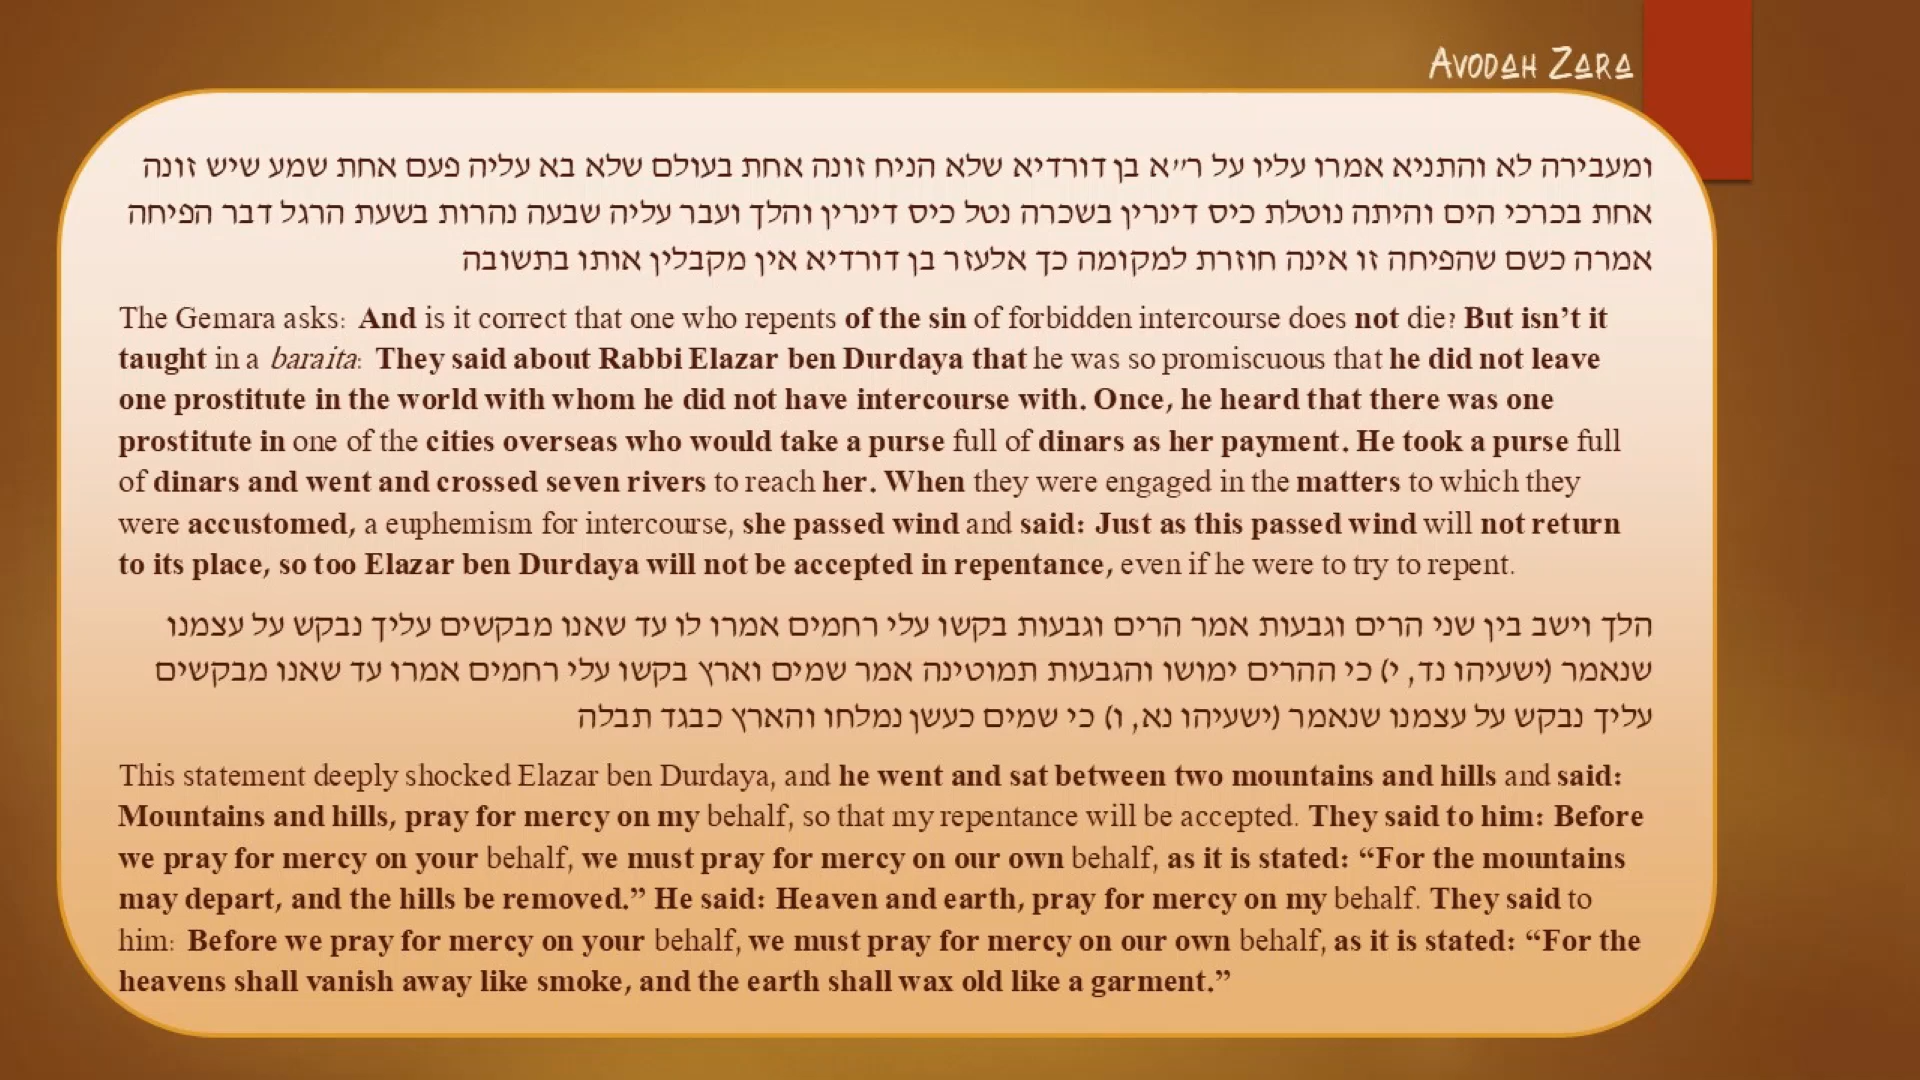 AVODAH ZARA
ומעבירה לא והתניא אמרו עליו על ר״א בן דורדיא שלא הניח זונה אחת בעולם שלא בא עליה פעם אחת שמע שיש זונה
אחת בכרכי הים והיתה נוטלת כיס דינרין בשכרה נטל כיס דינרין והלך ועבר עליה שבעה נהרות בשעת הרגל דבר הפיחה
אמרה כשם שהפיחה זו אינה חוזרת למקומה כך אלעזר בן דורדיא אין מקבלין אותו בתשובה
The Gemara asks: And is it correct that one who repents of the sin of forbidden intercourse does not die? But isn’t it
taught in a baraita: They said about Rabbi Elazar ben Durdaya that he was so promiscuous that he did not leave
one prostitute in the world with whom he did not have intercourse with. Once, he heard that there was one
prostitute in one of the cities overseas who would take a purse full of dinars as her payment. He took a purse full
of dinars and went and crossed seven rivers to reach her. When they were engaged in the matters to which they
were accustomed, a euphemism for intercourse, she passed wind and said: Just as this passed wind will not return
to its place, so too Elazar ben Durdaya will not be accepted in repentance, even if he were to try to repent.
הלך וישב בין שני הרים וגבעות אמר הרים וגבעות בקשו עלי רחמים אמרו לו עד שאנו מבקשים עליך נבקש על עצמנו
שנאמר (ישעיהו נד, י) כי ההרים ימושו והגבעות תמוטינה אמר שמים וארץ בקשו עלי רחמים אמרו עד שאנו מבקשים
עליך נבקש על עצמנו שנאמר (ישעיהו נא, ו) כי שמים כעשן נמלחו והארץ כבגד תבלה
This statement deeply shocked Elazar ben Durdaya, and he went and sat between two mountains and hills and said:
Mountains and hills, pray for mercy on my behalf, so that my repentance will be accepted. They said to him: Before
we pray for mercy on your behalf, we must pray for mercy on our own behalf, as it is stated: “For the mountains
may depart, and the hills be removed.” He said: Heaven and earth, pray for mercy on my behalf. They said to
him: Before we pray for mercy on your behalf, we must pray for mercy on our own behalf, as it is stated: “For the
heavens shall vanish away like smoke, and the earth shall wax old like a garment.”